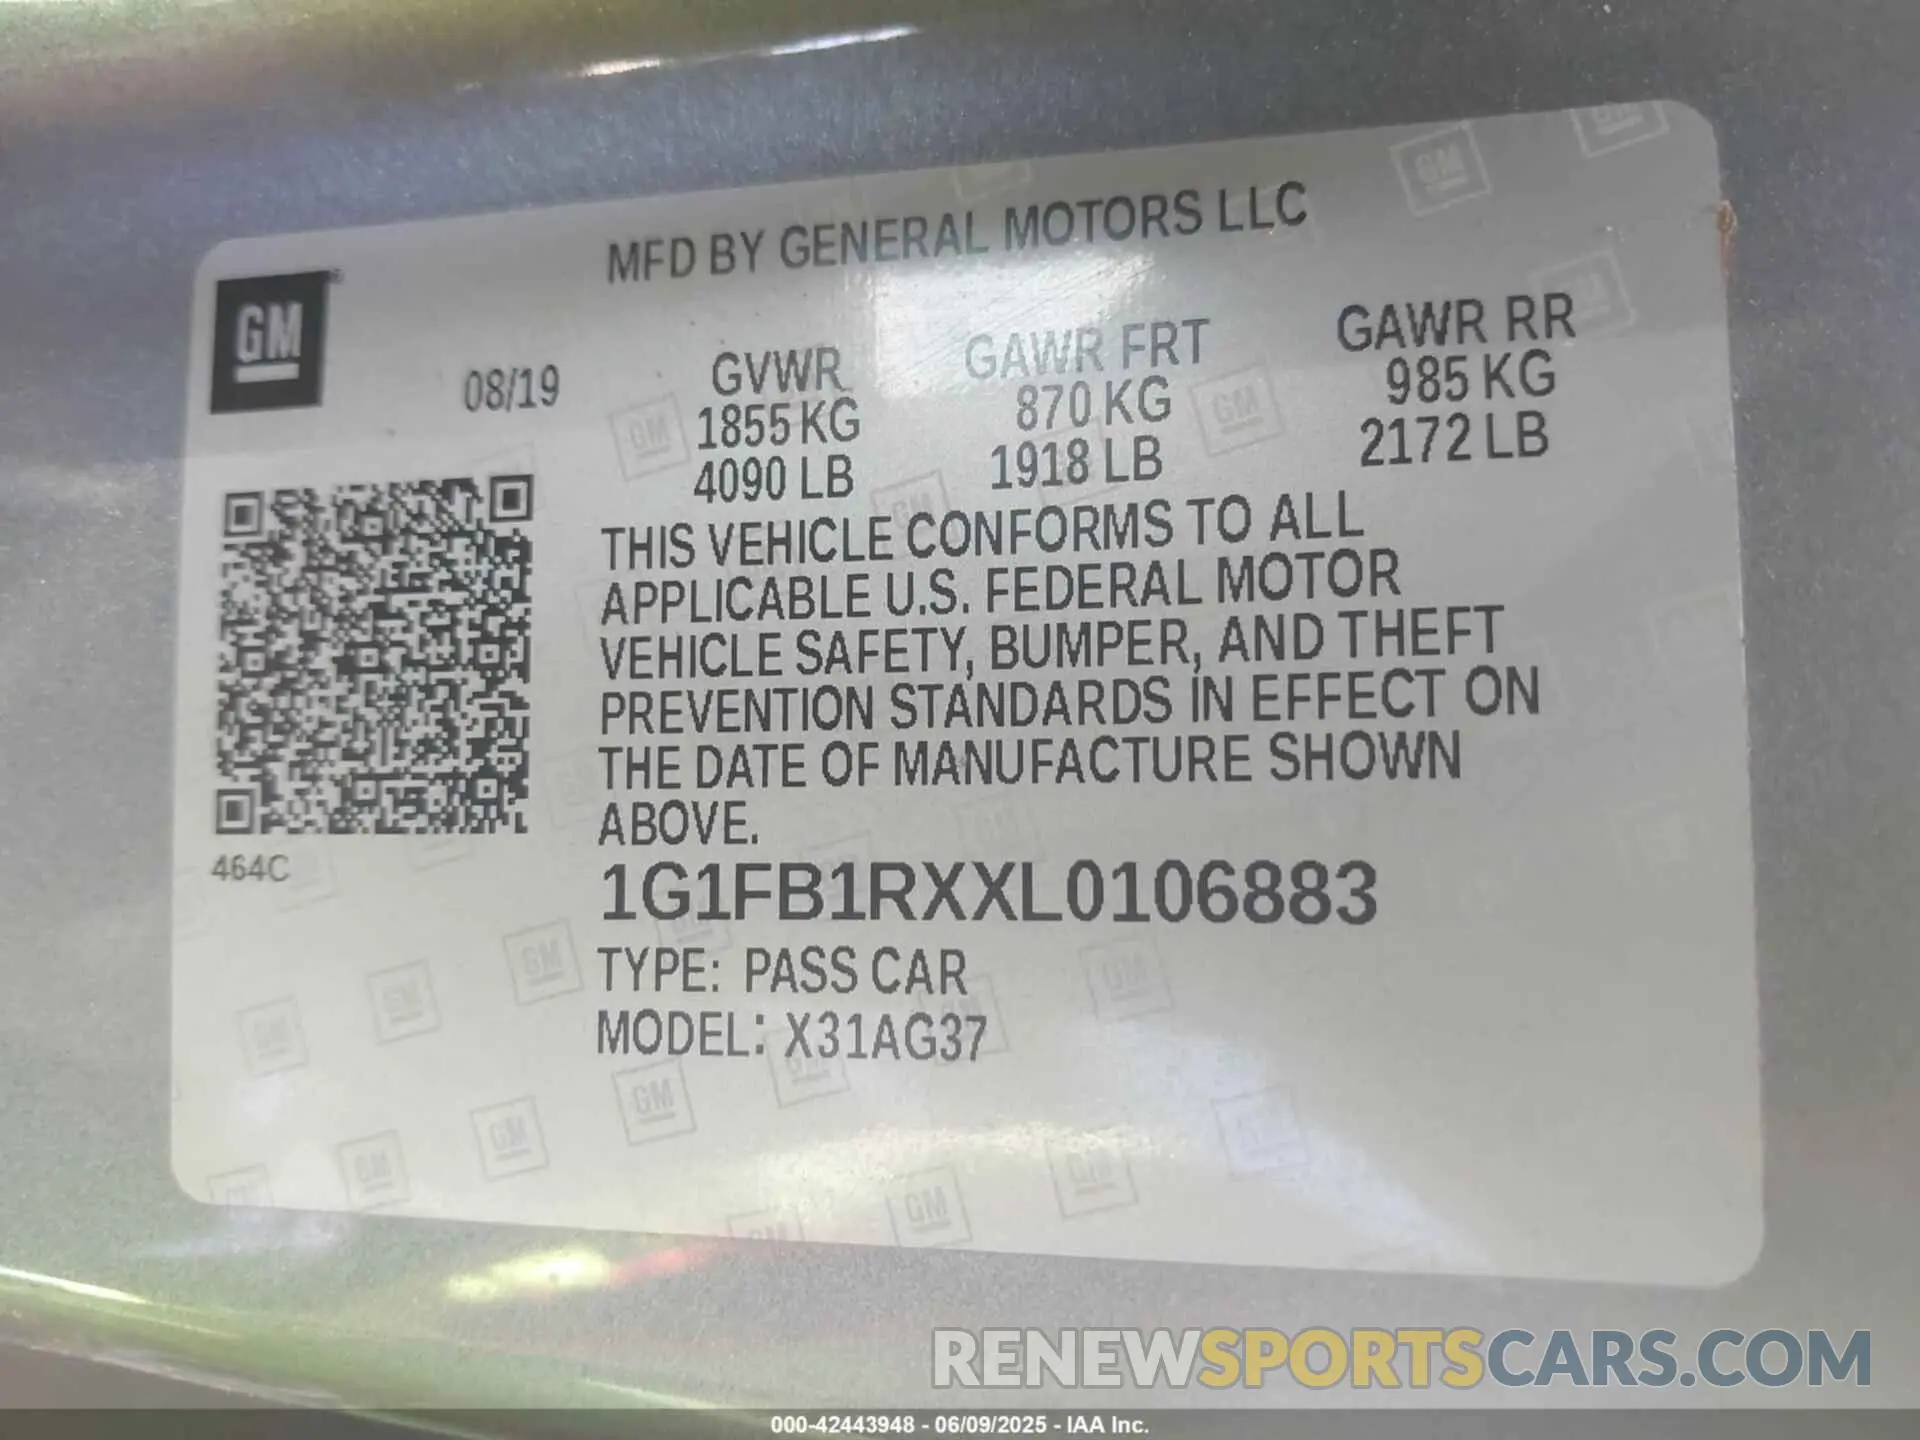 MFD BY GENERAL MOTORS LLC
GM
08/19
GVWR
1855 KG
4090 LB
GAWR FRT
870 KG
1918 LB
GAWR RR
985 KG
2172 LB
THIS VEHICLE CONFORMS TO ALL
APPLICABLE U.S. FEDERAL MOTOR
VEHICLE SAFETY, BUMPER, AND THEFT
PREVENTION STANDARDS IN EFFECT ON
THE DATE OF MANUFACTURE SHOWN
ABOVE.
464C
1G1FB1RXXL0106883
TYPE: PASS CAR
MODEL: X31AG37
RENEWSPORTSCARS.COM
000-42443948 - 06/09/2025 - IAA Inc.